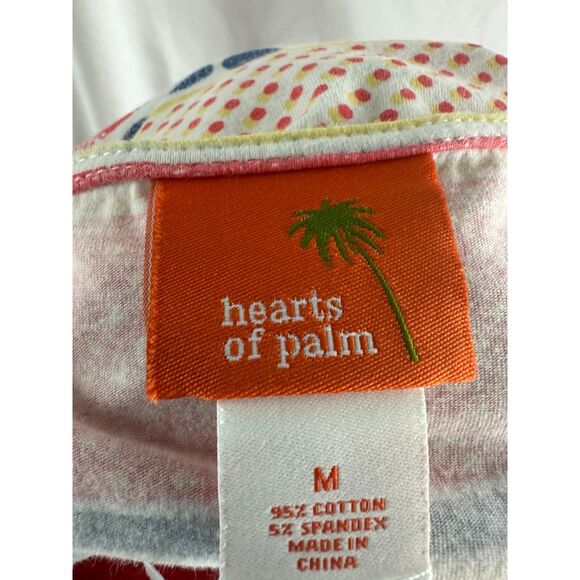 hearts
of palm
M
95% COTTON
5% SPANDEX
MADE IN
CHINA